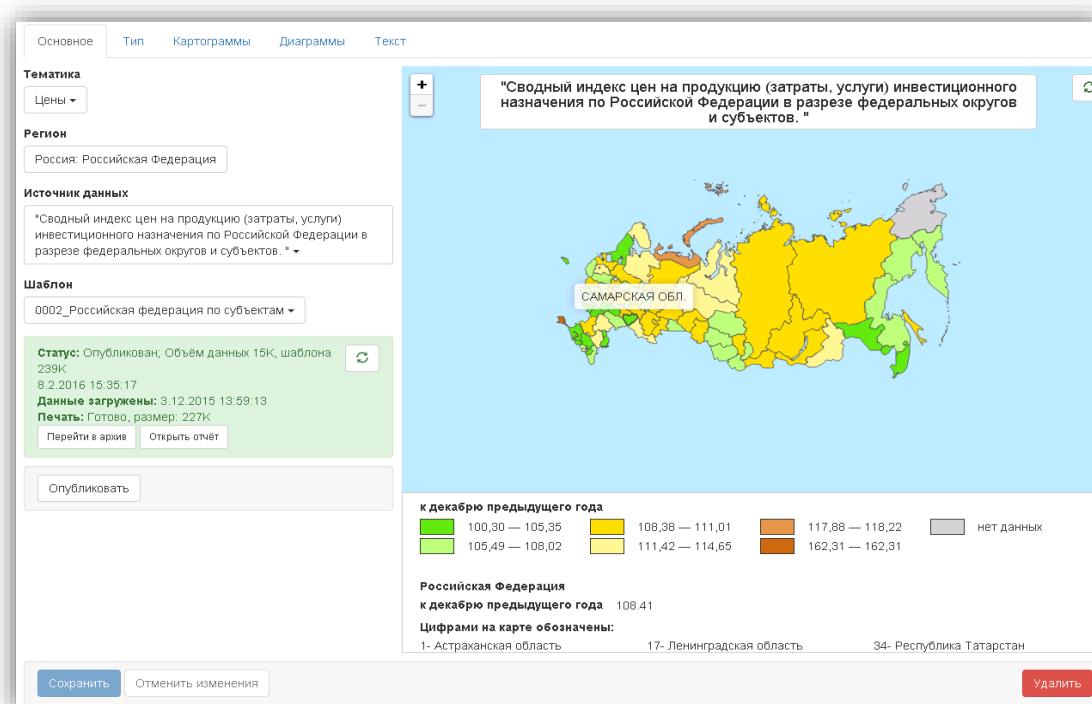 Основное Тип Картограммы Диаграммы Текст
Тематика
Цены
Регион
Россия: Российская Федерация
Источник данных
"Сводный индекс цен на продукцию (затраты, услуги)
инвестиционного назначения по Российской Федерации в
разрезе федеральных округов и субъектов. "
Шаблон
0002_Российская федерация по субъектам
Статус: Опубликован; Объём данных 15K, шаблона
239K
8.2.2016 15:35:17
Данные загружены: 3.12.2015 13:59:13
Печать: Готово, размер: 227K
Перейти в архив Открыть отчёт
Опубликовать
+
−
"Сводный индекс цен на продукцию (затраты, услуги) инвестиционного
назначения по Российской Федерации в разрезе федеральных округов
и субъектов. "
САМАРСКАЯ ОБЛ.
к декабрю предыдущего года
100,30 — 105,35 108,38 — 111,01 117,88 — 118,22 нет данных
105,49 — 108,02 111,42 — 114,65 162,31 — 162,31
Российская Федерация
к декабрю предыдущего года 108.41
Цифрами на карте обозначены:
1- Астраханская область 17- Ленинградская область 34- Республика Татарстан
Сохранить Отменить изменения Удалить